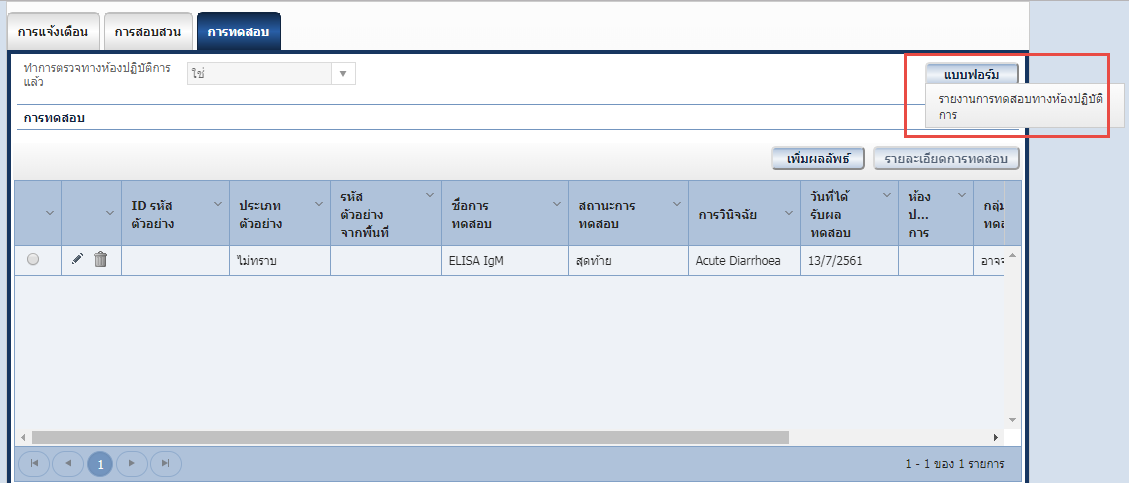 การแจ้งเตือน การสอบสวน การทดสอบ
ทำการตรวจทางห้องปฏิบัติการ
แล้ว
ใช่
แบบฟอร์ม
รายงานการทดสอบทางห้องปฏิบัติ
การ
การทดสอบ
เพิ่มผลลัพธ์ รายละเอียดการทดสอบ
ID รหัส
ตัวอย่าง
ประเภท
ตัวอย่าง
รหัส
ตัวอย่าง
จากพื้นที่
ชื่อการ
ทดสอบ
สถานะการ
ทดสอบ
การวินิจฉัย
วันที่ได้
รับผล
ทดสอบ
ห้อง
ป...
การ
กลุ่ม
ไม่ทราบ ELISA IgM สุดท้าย Acute Diarrhoea 13/7/2561
1
1 - 1 ของ 1 รายการ